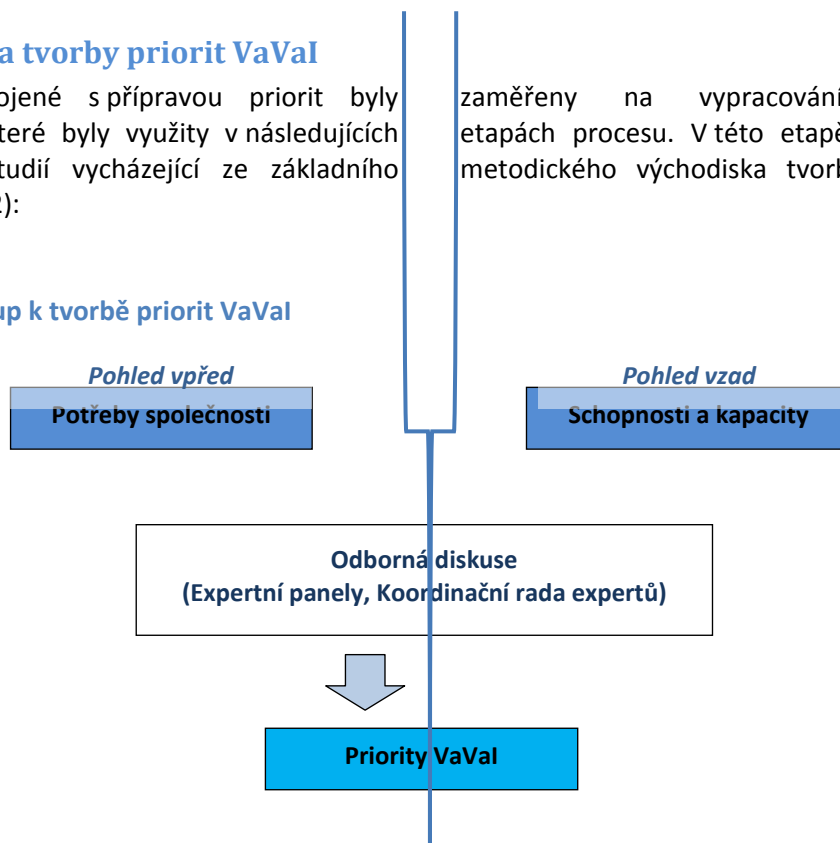 a tvorby priorit VaVaI
ojené s přípravou priorit byly zaměřeny na vypracování
eré byly využity v následujících etapách procesu. V této etapě
tudií vycházející ze základního metodického východiska tvorb
2):
up k tvorbě priorit VaVaI
Pohled vpřed Pohled vzad
Potřeby společnosti Schopnosti a kapacity
Odborná diskuse
(Expertní panely, Koordinační rada expertů)
Priority VaVaI